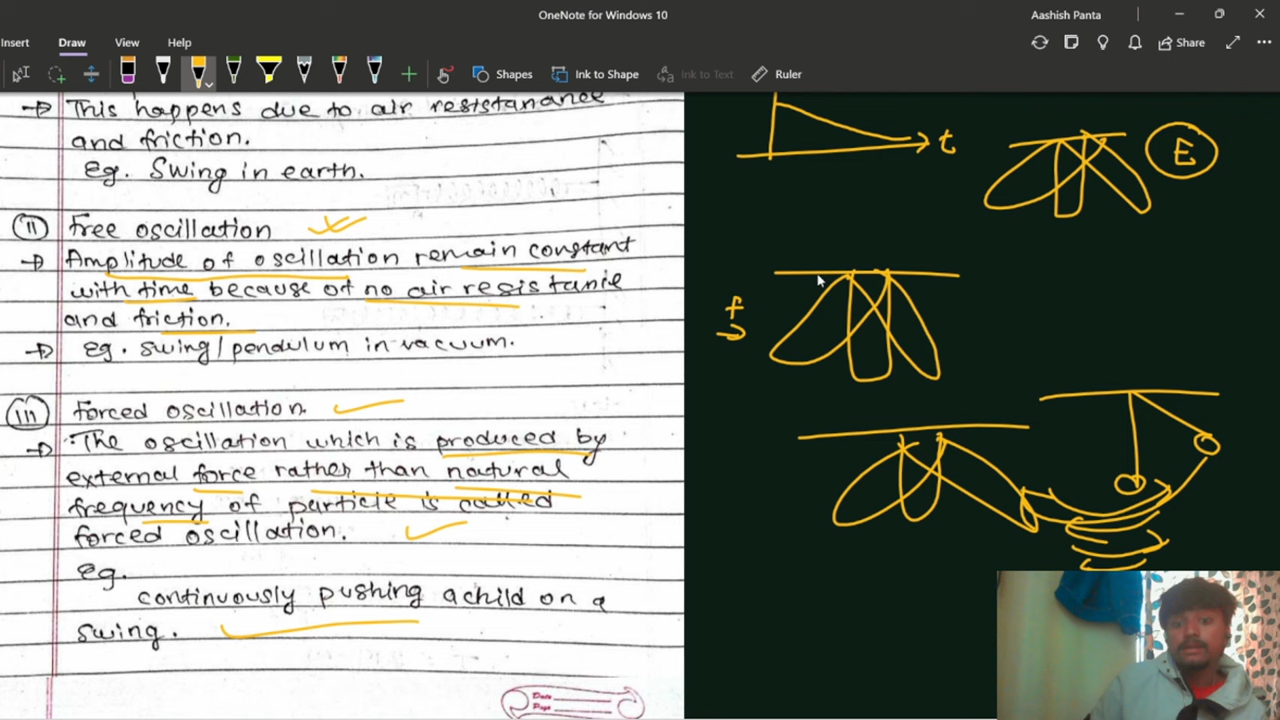 OneNote for Windows 10
Aashish Panta
Insert
Draw
View
Help
Share
Shapes
Ink to Shape
Ink to Text
Ruler
This happens due to air resistanance
and friction.
Eg. Swing in earth.
(ii) Free oscillation
Amplitude of oscillation remain constant
with time because of no air resistance
and friction.
eg. swing/pendulum in vacuum.
(iii) Forced oscillation.
The oscillation which is produced by
external force rather than natural
frequency of particle is called
forced oscillation.
eg.
continuously pushing a child on a
swing.
Date
Page
t
E
f